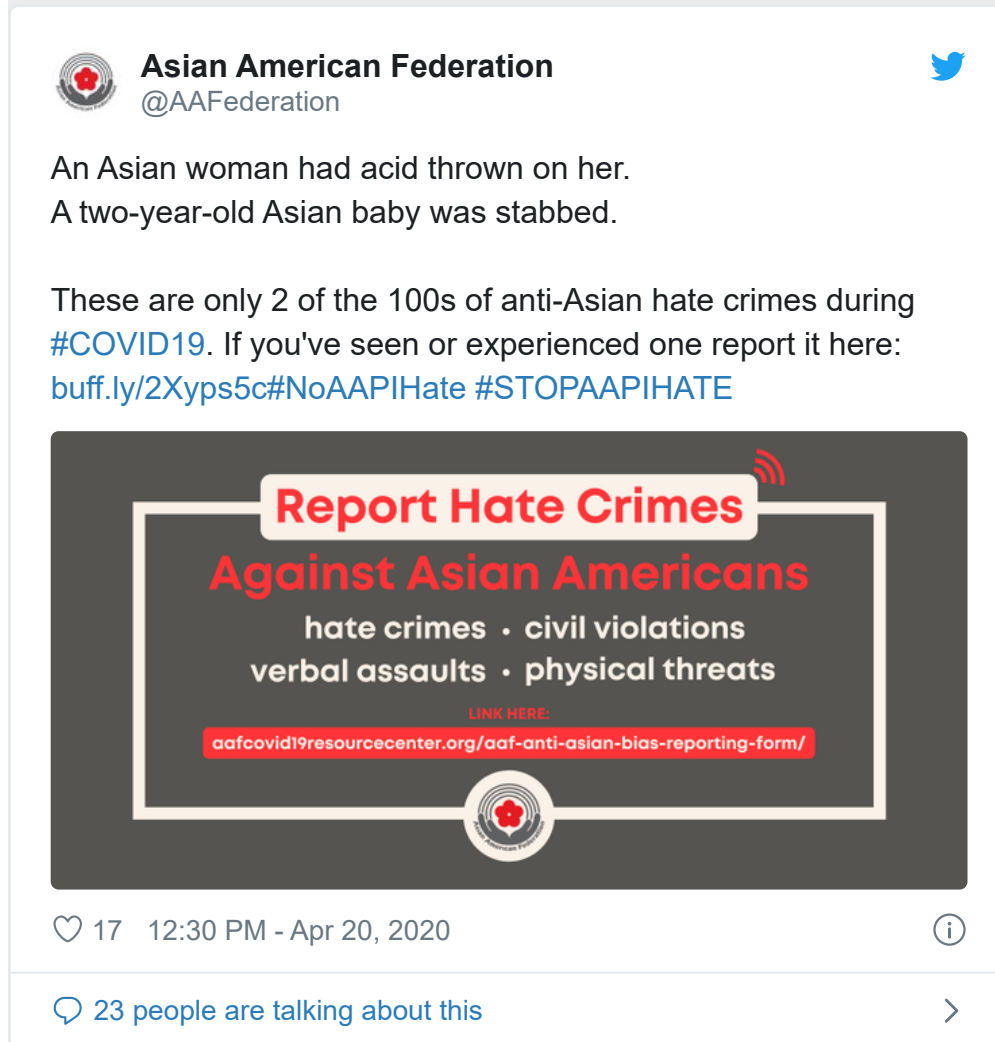 Asian American Federation
@AAFederation
An Asian woman had acid thrown on her.
A two-year-old Asian baby was stabbed.
These are only 2 of the 100s of anti-Asian hate crimes during
#COVID19. If you've seen or experienced one report it here:
buff.ly/2Xyps5c#NoAAPIHate #STOPAAPIHATE
Report Hate Crimes
Against Asian Americans
hate crimes • civil violations
verbal assaults • physical threats
LINK HERE:
aafcovid19resourcecenter.org/aaf-anti-asian-bias-reporting-form/
Asian American Federation
17 12:30 PM - Apr 20, 2020
23 people are talking about this